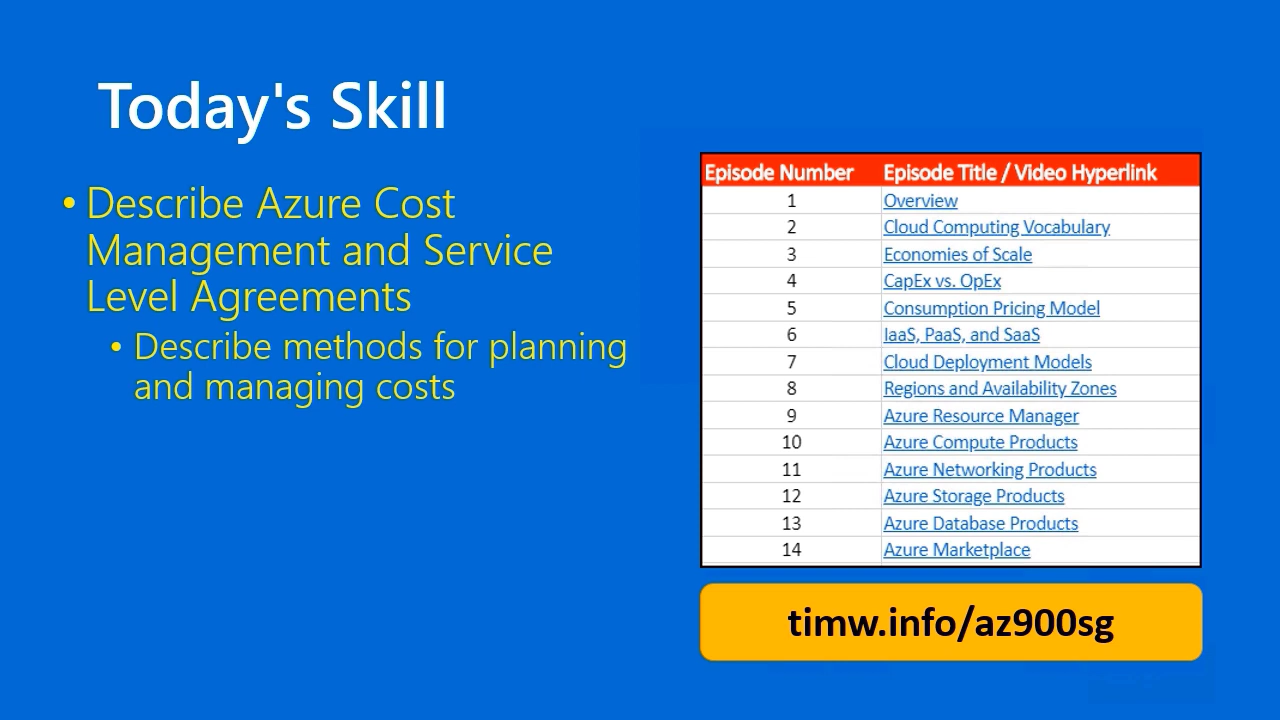 Today's Skill
• Describe Azure Cost
Management and Service
Level Agreements
• Describe methods for planning
and managing costs
Episode Number Episode Title / Video Hyperlink
1 Overview
2 Cloud Computing Vocabulary
3 Economies of Scale
4 CapEx vs. OpEx
5 Consumption Pricing Model
6 IaaS, PaaS, and SaaS
7 Cloud Deployment Models
8 Regions and Availability Zones
9 Azure Resource Manager
10 Azure Compute Products
11 Azure Networking Products
12 Azure Storage Products
13 Azure Database Products
14 Azure Marketplace
timw.info/az900sg